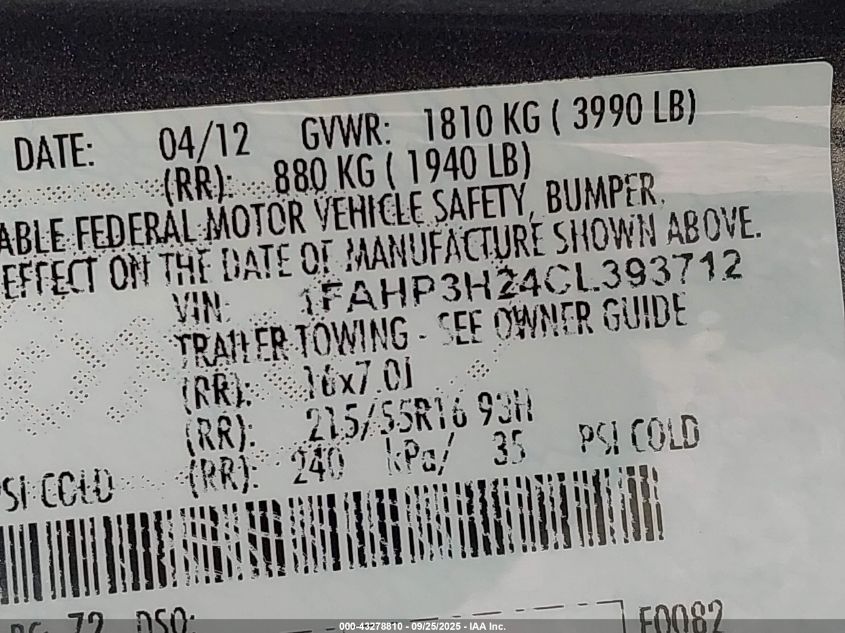 DATE: 04/12 GVWR: 1810 KG ( 3990 LB)
(RR): 880 KG ( 1940 LB)
ABLE FEDERAL MOTOR VEHICLE SAFETY, BUMPER,
EFFECT ON THE DATE OF MANUFACTURE SHOWN ABOVE.
VIN: 1FAHP3H24CL393712
TRAILER TOWING - SEE OWNER GUDE
(RR): 16x7.0J
(RR): 215/55R16 93H
PSI COLD (RR): 240 kPa/ 35 PSI COLD
72 DSO: F0082
000-43278810 - 09/25/2025 - IAA Inc.